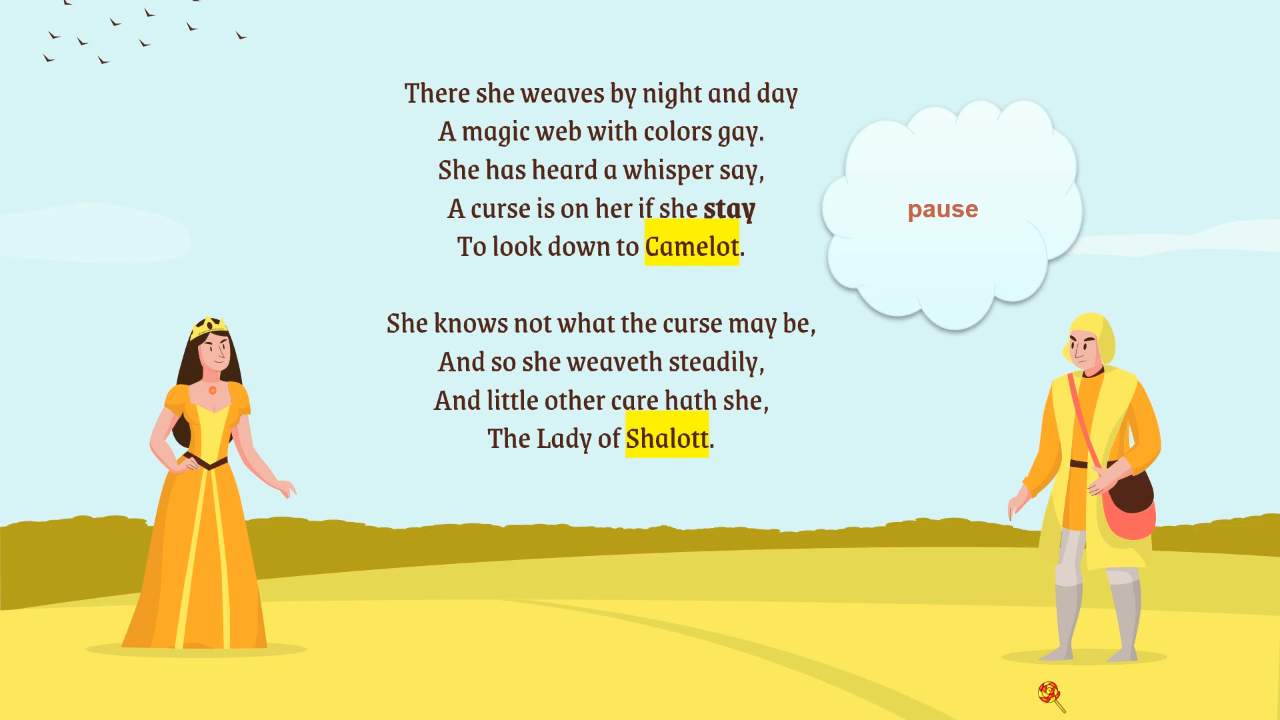 There she weaves by night and day
A magic web with colors gay.
She has heard a whisper say,
A curse is on her if she stay
To look down to Camelot.
She knows not what the curse may be,
And so she weaveth steadily,
And little other care hath she,
The Lady of Shalott.
pause